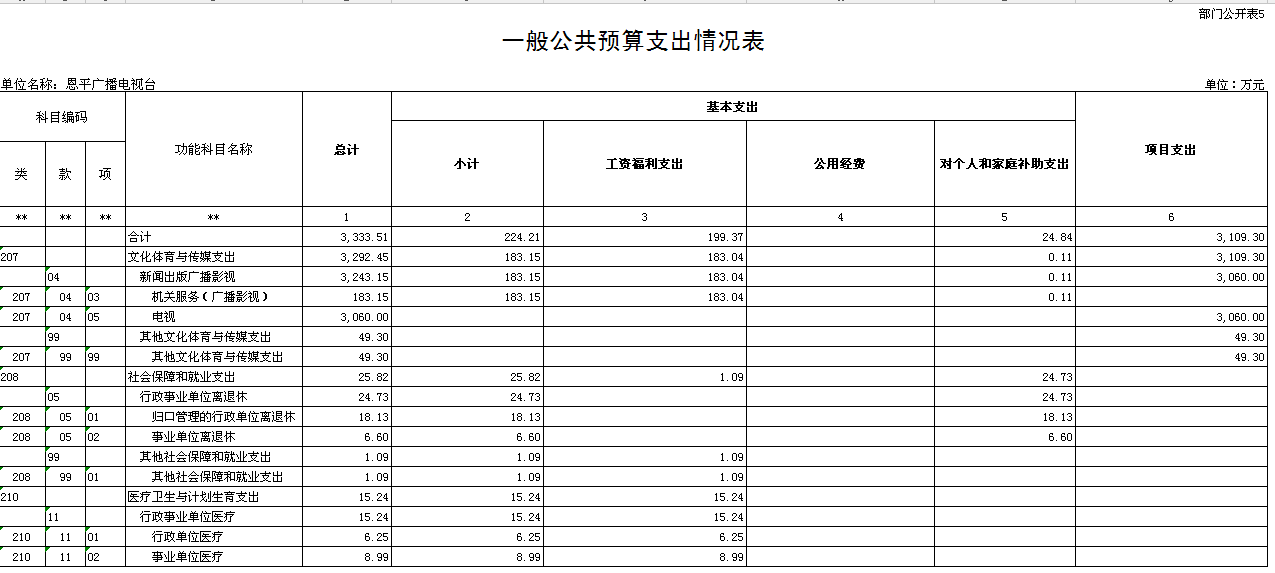 部门公开表5
一般公共预算支出情况表
单位名称：恩平广播电视台 单位：万元
科目编码 功能科目名称 总计 基本支出 项目支出
类 款 项 小计 工资福利支出 公用经费 对个人和家庭补助支出
** ** ** ** 1 2 3 4 5 6
合计 3,333.51 224.21 199.37 24.84 3,109.30
207 文化体育与传媒支出 3,292.45 183.15 183.04 0.11 3,109.30
04 新闻出版广播影视 3,243.15 183.15 183.04 0.11 3,060.00
207 04 03 机关服务（广播影视） 183.15 183.15 183.04 0.11
207 04 05 电视 3,060.00 3,060.00
99 其他文化体育与传媒支出 49.30 49.30
207 99 99 其他文化体育与传媒支出 49.30 49.30
208 社会保障和就业支出 25.82 25.82 1.09 24.73
05 行政事业单位离退休 24.73 24.73 24.73
208 05 01 归口管理的行政单位离退休 18.13 18.13 18.13
208 05 02 事业单位离退休 6.60 6.60 6.60
99 其他社会保障和就业支出 1.09 1.09 1.09
208 99 01 其他社会保障和就业支出 1.09 1.09 1.09
210 医疗卫生与计划生育支出 15.24 15.24 15.24
11 行政事业单位医疗 15.24 15.24 15.24
210 11 01 行政单位医疗 6.25 6.25 6.25
210 11 02 事业单位医疗 8.99 8.99 8.99